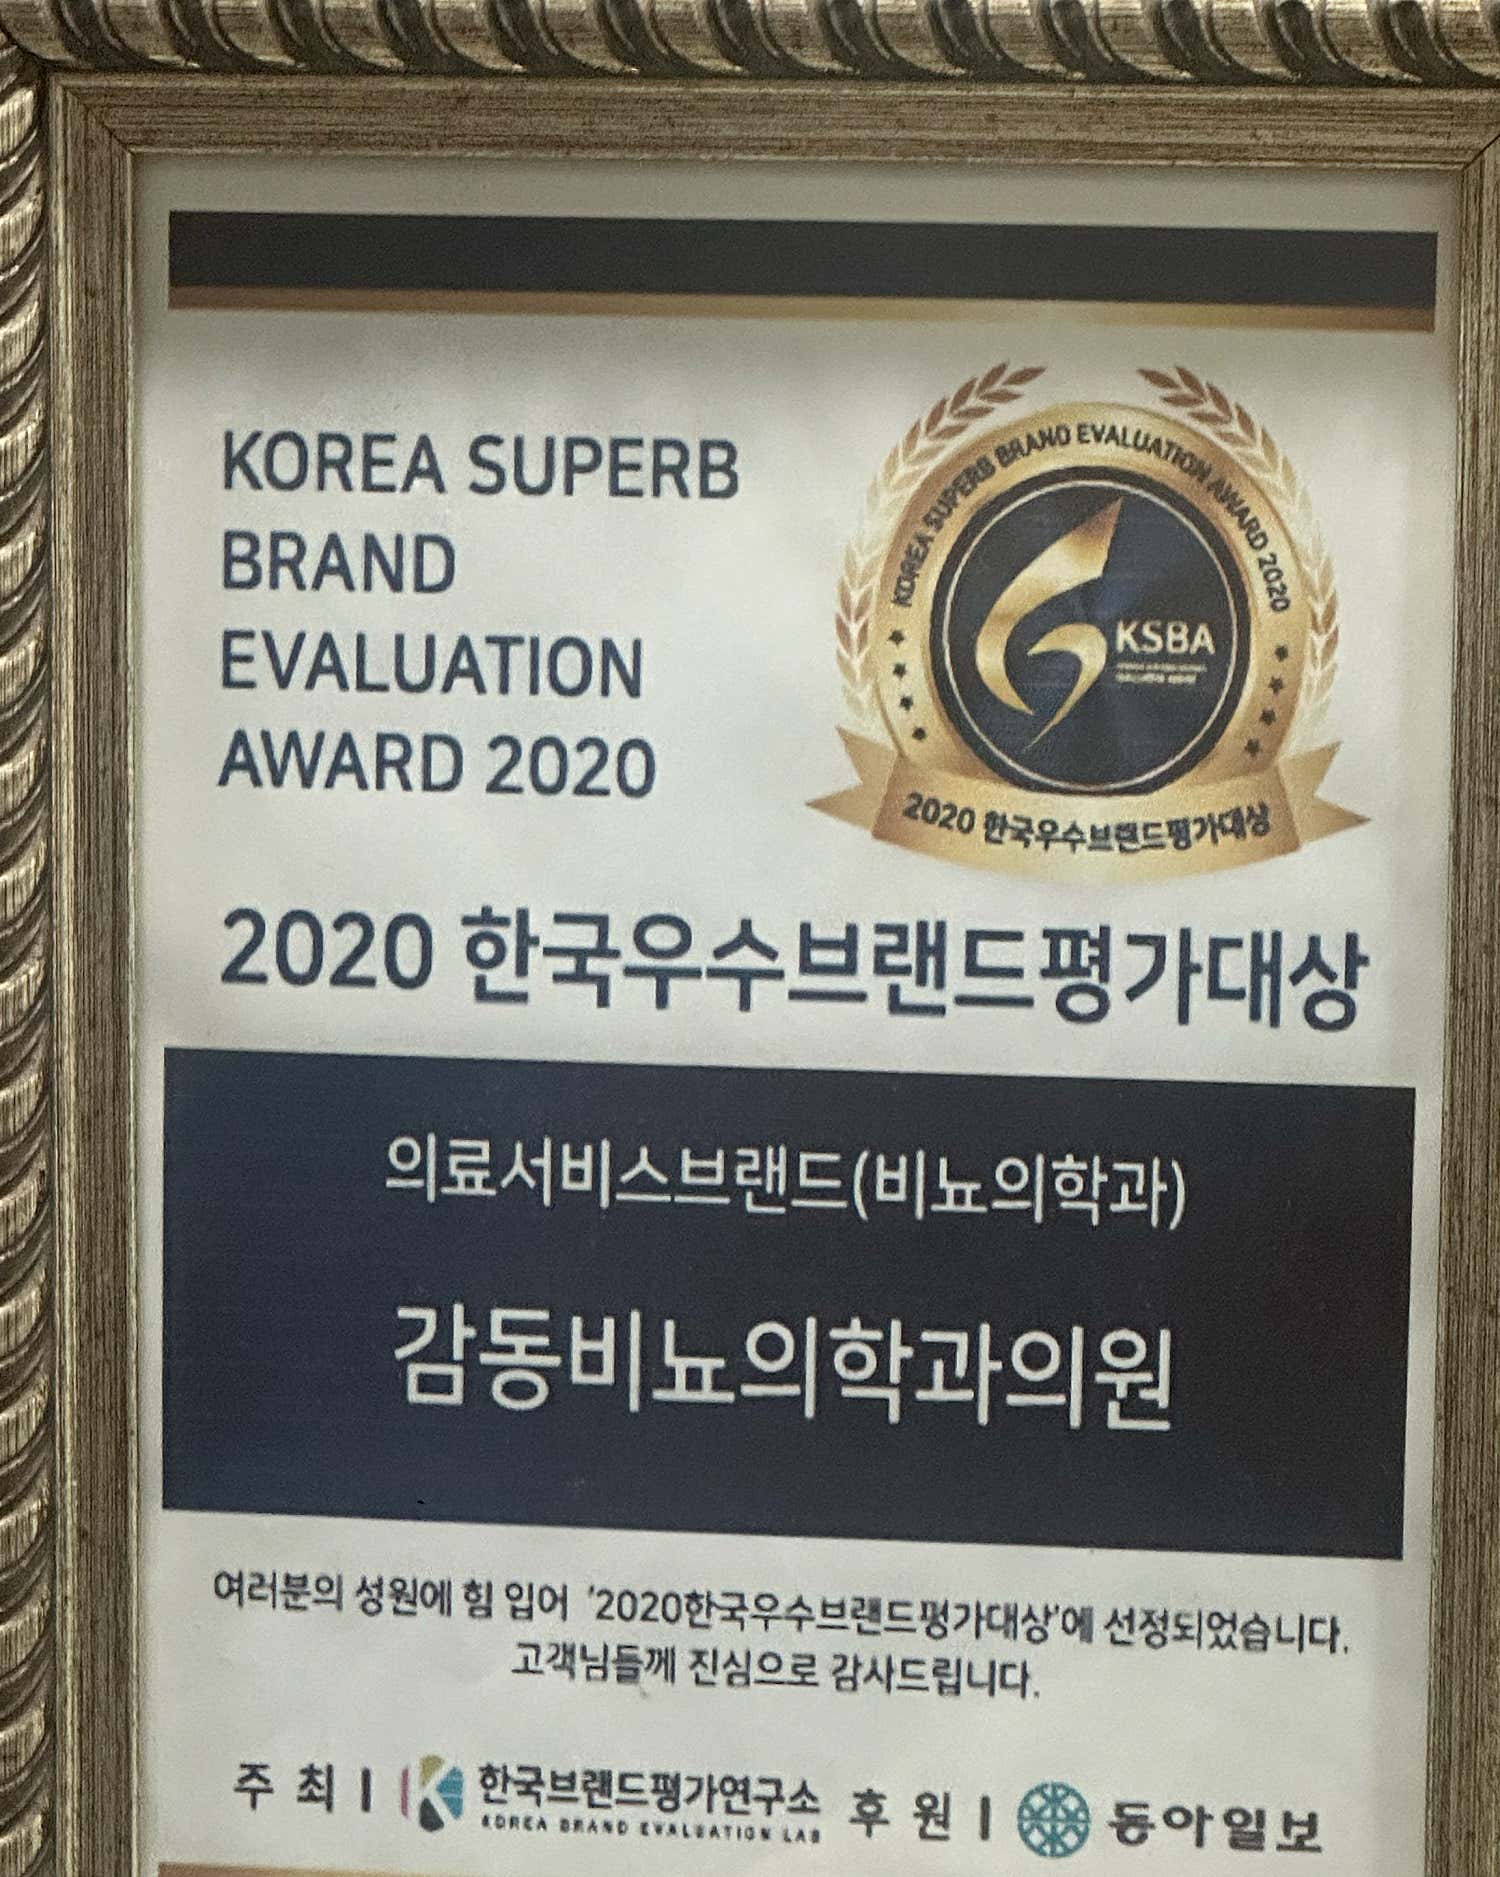 KOREA SUPERB
BRAND
EVALUATION
AWARD 2020
KOREA SUPERB BRAND EVALUATION AWARD 2020
KSBA
2020 한국우수브랜드평가대상
2020 한국우수브랜드평가대상
의료서비스브랜드(비뇨의학과)
감동비뇨의학과의원
여러분의 성원에 힘 입어 '2020한국우수브랜드평가대상'에 선정되었습니다.
고객님들께 진심으로 감사드립니다.
주 최 | 한국브랜드평가연구소 후 원 | 동아일보
KOREA BRAND EVALUATION LAB